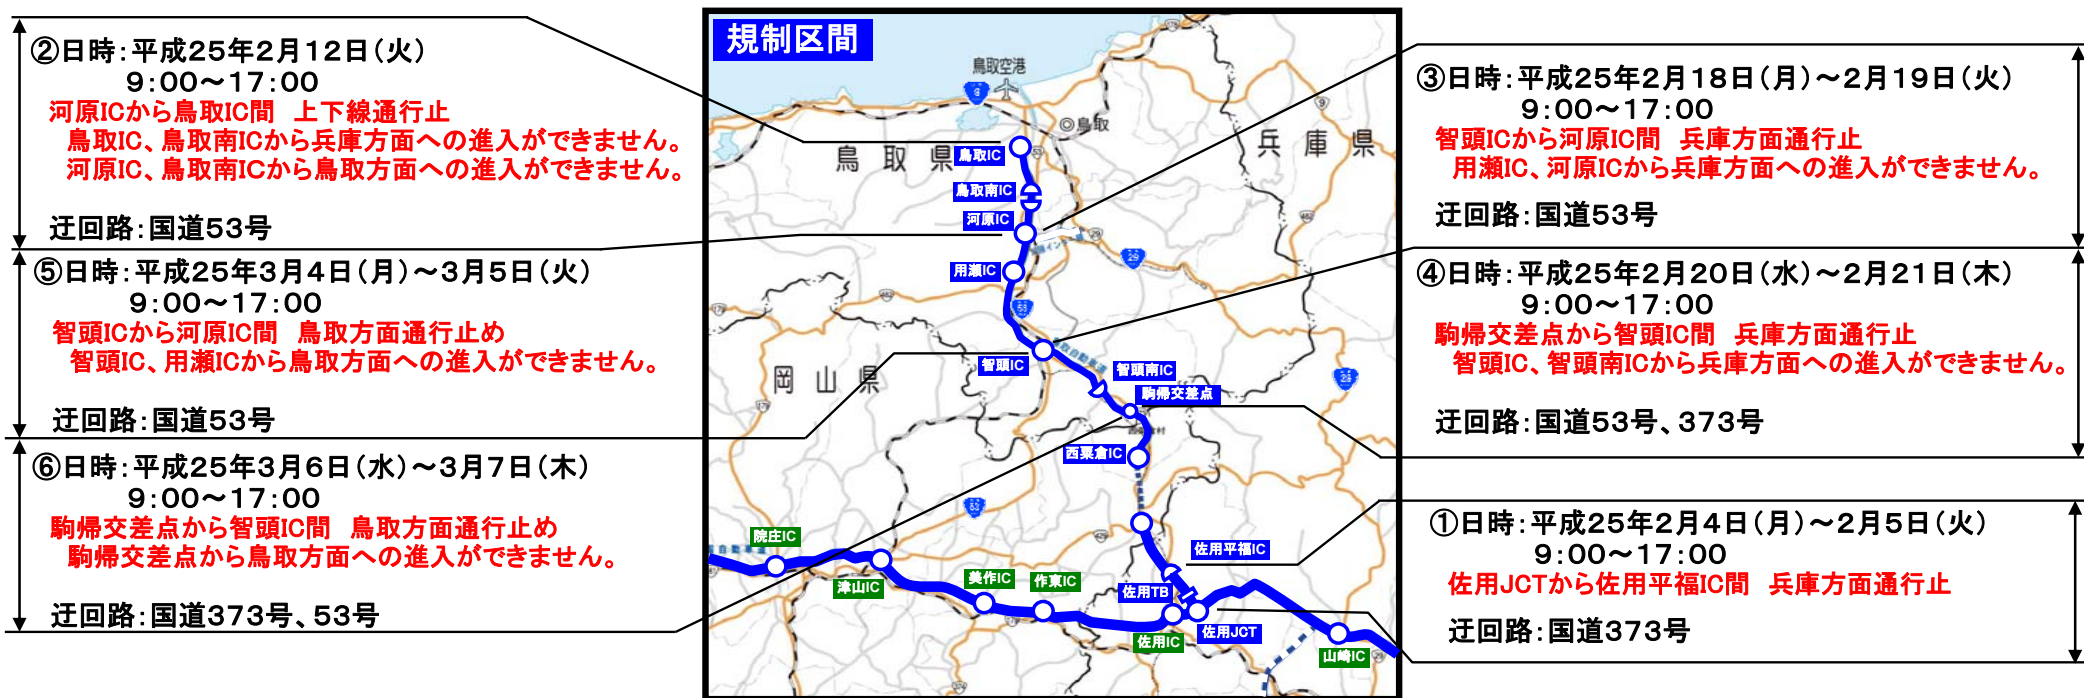 ②日時：平成25年2月12日（火）
9：00～17：00
河原ICから鳥取IC間　上下線通行止
鳥取IC、鳥取南ICから兵庫方面への進入ができません。
河原IC、鳥取南ICから鳥取方面への進入ができません。
迂回路：国道53号
⑤日時：平成25年3月4日（月）～3月5日（火）
9：00～17：00
智頭ICから河原IC間　鳥取方面通行止め
智頭IC、用瀬ICから鳥取方面への進入ができません。
迂回路：国道53号
⑥日時：平成25年3月6日（水）～3月7日（木）
9：00～17：00
駒帰交差点から智頭IC間　鳥取方面通行止め
駒帰交差点から鳥取方面への進入ができません。
迂回路：国道373号、53号
規制区間
鳥取空港
9
9
鳥取
鳥取県
兵庫県
鳥取IC
53
鳥取南IC
河原IC
482
29
29
用瀬IC
482
53
智頭IC
智頭南IC
駒帰交差点
岡山県
29
西粟倉IC
53
院庄IC
津山IC
美作IC
作東IC
佐用平福IC
佐用TB
佐用IC
佐用JCT
山崎IC
29
③日時：平成25年2月18日（月）～2月19日（火）
9：00～17：00
智頭ICから河原IC間　兵庫方面通行止
用瀬IC、河原ICから兵庫方面への進入ができません。
迂回路：国道53号
④日時：平成25年2月20日（水）～2月21日（木）
9：00～17：00
駒帰交差点から智頭IC間　兵庫方面通行止
智頭IC、智頭南ICから兵庫方面への進入ができません。
迂回路：国道53号、373号
①日時：平成25年2月4日（月）～2月5日（火）
9：00～17：00
佐用JCTから佐用平福IC間　兵庫方面通行止
迂回路：国道373号